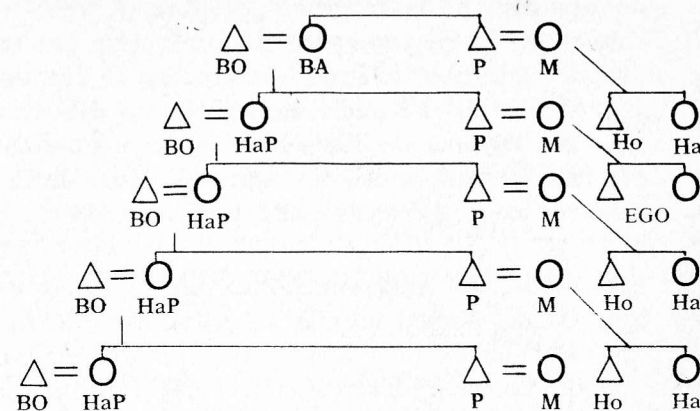 BO = BA P = M
BO = HaP P = M Ho Ha
BO = HaP P = M EGO
BO = HaP P = M Ho Ha
BO = HaP P = M Ho Ha